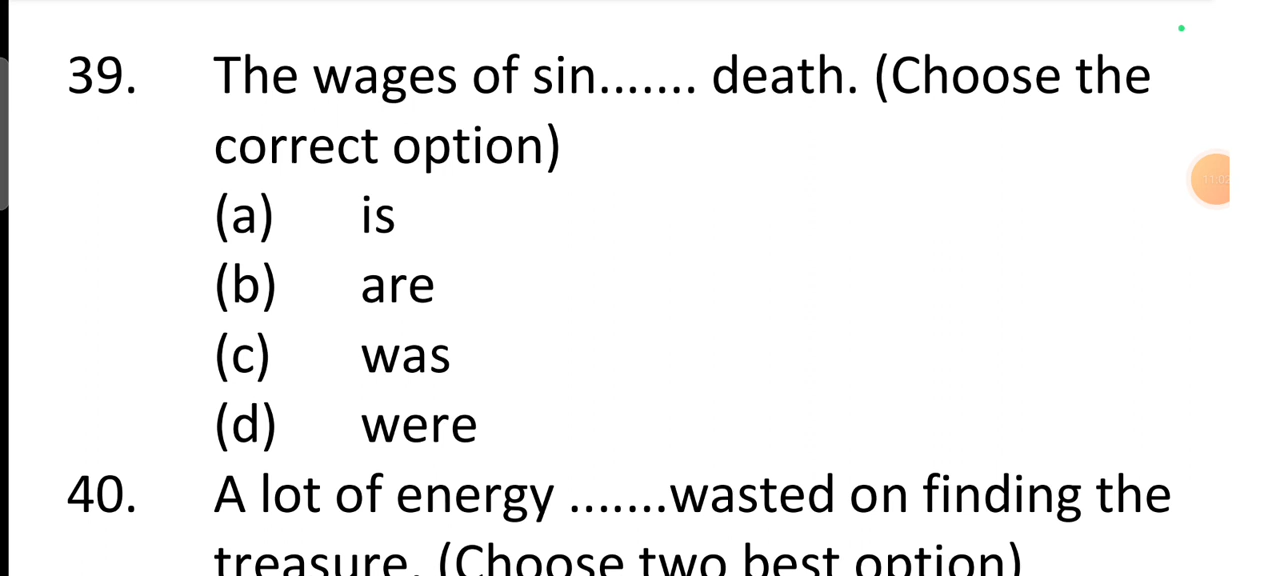 39. The wages of sin....... death. (Choose the
correct option)
(a) is
(b) are
(c) was
(d) were
40. A lot of energy .......wasted on finding the
treasure. (Choose two best option)